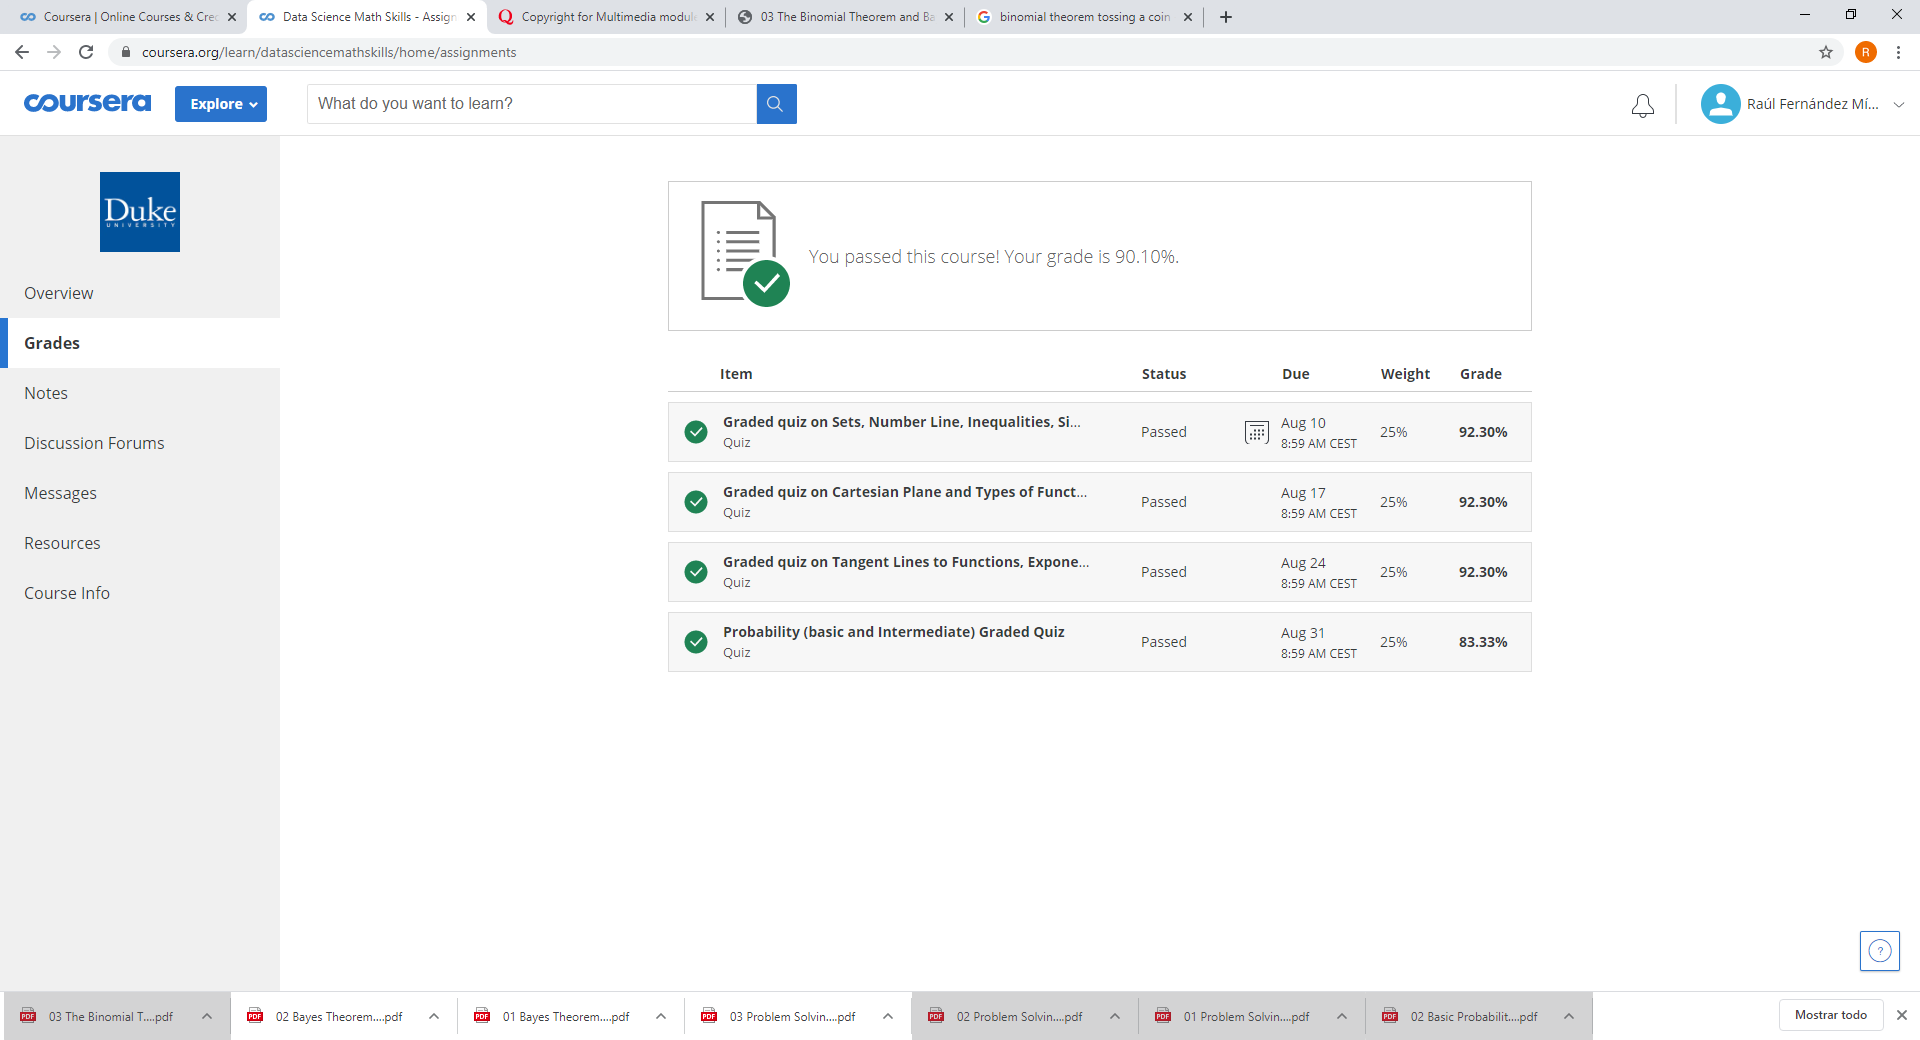 Coursera | Online Courses & Cred
Data Science Math Skills - Assign
Copyright for Multimedia module
03 The Binomial Theorem and Ba
binomial theorem tossing a coin
coursera.org/learn/datasciencemathskills/home/assignments
R
coursera
Explore
What do you want to learn?
Raúl Fernández Mí...
Duke
UNIVERSITY
Overview
Grades
Notes
Discussion Forums
Messages
Resources
Course Info
You passed this course! Your grade is 90.10%.
Item Status Due Weight Grade
Graded quiz on Sets, Number Line, Inequalities, Si...
Quiz
Passed
Aug 10
8:59 AM CEST
25%
92.30%
Graded quiz on Cartesian Plane and Types of Funct...
Quiz
Passed
Aug 17
8:59 AM CEST
25%
92.30%
Graded quiz on Tangent Lines to Functions, Expone...
Quiz
Passed
Aug 24
8:59 AM CEST
25%
92.30%
Probability (basic and Intermediate) Graded Quiz
Quiz
Passed
Aug 31
8:59 AM CEST
25%
83.33%
?
03 The Binomial T....pdf
02 Bayes Theorem....pdf
01 Bayes Theorem....pdf
03 Problem Solvin....pdf
02 Problem Solvin....pdf
01 Problem Solvin....pdf
02 Basic Probabilit....pdf
Mostrar todo